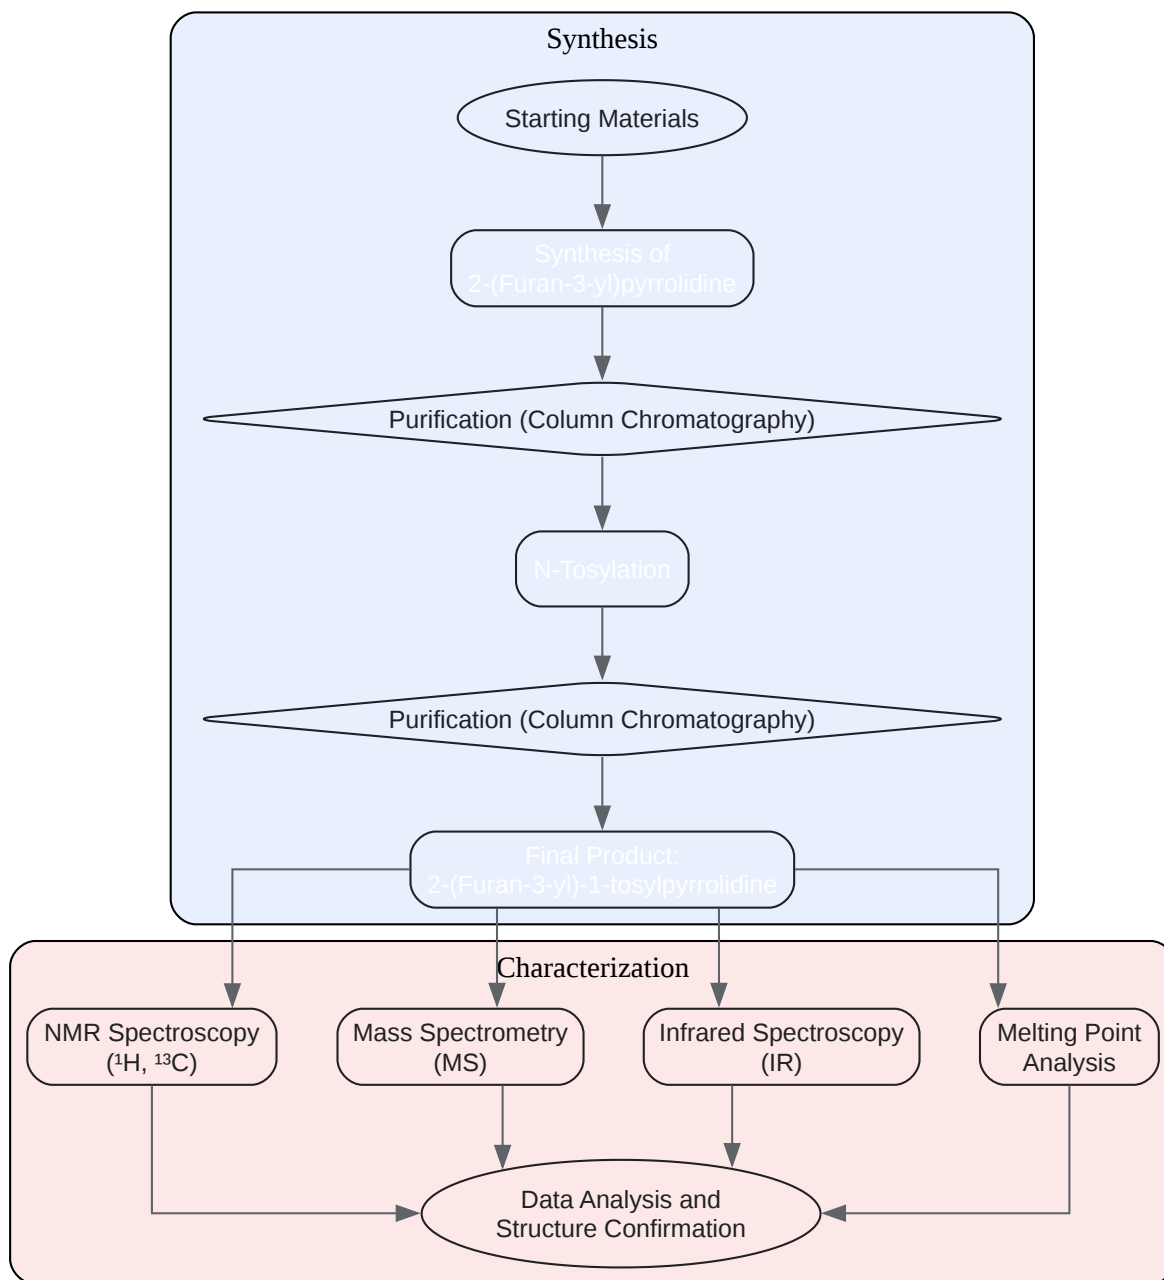 Synthesis
Starting Materials
Synthesis of
2-(Furan-3-yl)pyrrolidine
Purification (Column Chromatography)
N-Tosylation
Purification (Column Chromatography)
Final Product:
2-(Furan-3-yl)-1-tosylpyrrolidine
Characterization
NMR Spectroscopy
(¹H, ¹³C)
Mass Spectrometry
(MS)
Infrared Spectroscopy
(IR)
Melting Point
Analysis
Data Analysis and
Structure Confirmation